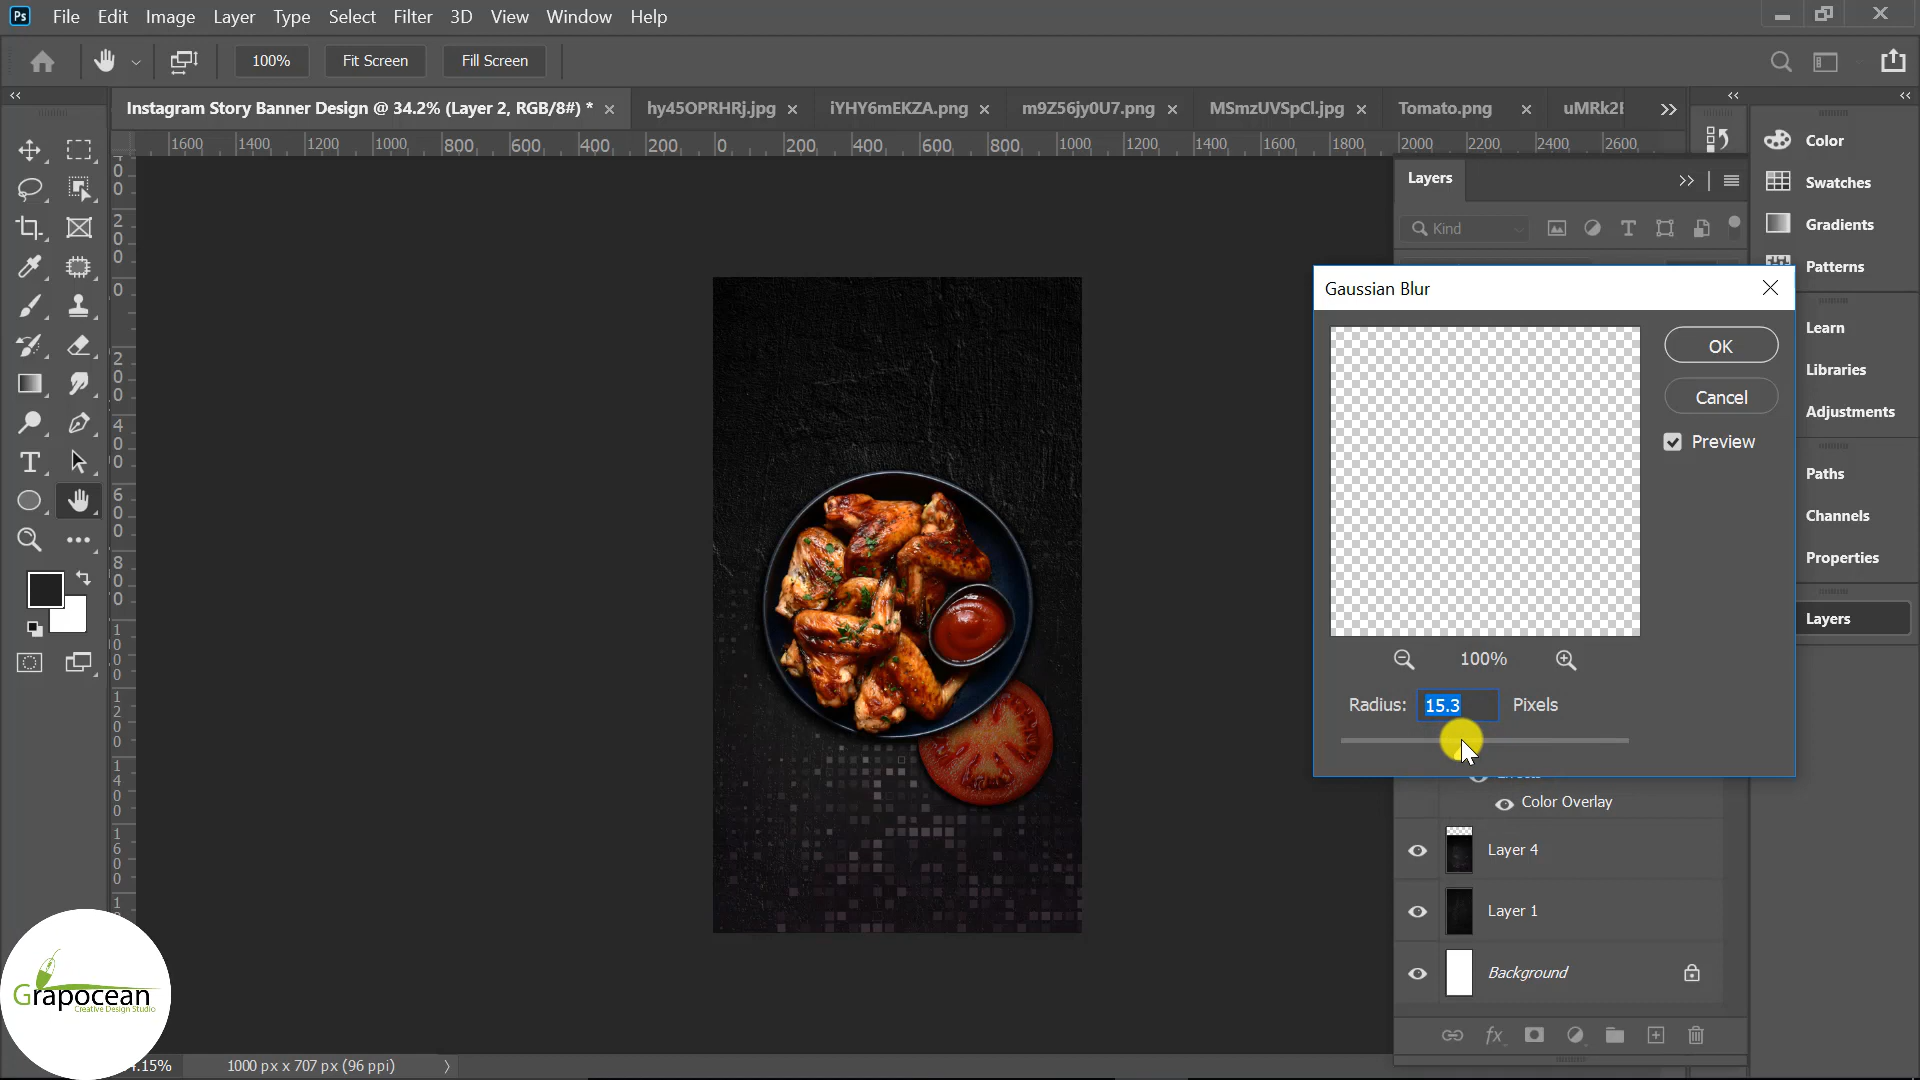 Ps File Edit Image Layer Type Select Filter 3D View Window Help
100% Fit Screen Fill Screen
Instagram Story Banner Design @ 34.2% (Layer 2, RGB/8#) * hy45OPRHRj.jpg iYHY6mEKZA.png m9Z56jy0U7.png MSmzUVSpCl.jpg Tomato.png
1600 1400 1200 1000 800 600 400 200 0 200 400 600 800 1000 1200 1400 1600 1800 2000 2200 2400 2600
Layers
Kind
Color
Swatches
Gradients
Patterns
Learn
Libraries
Adjustments
Paths
Channels
Properties
Layers
Gaussian Blur
OK
Cancel
Preview
100%
Radius: 15.3 Pixels
Color Overlay
Layer 4
Layer 1
Background
Grapocean
Creative Design Studio
1000 px x 707 px (96 ppi)